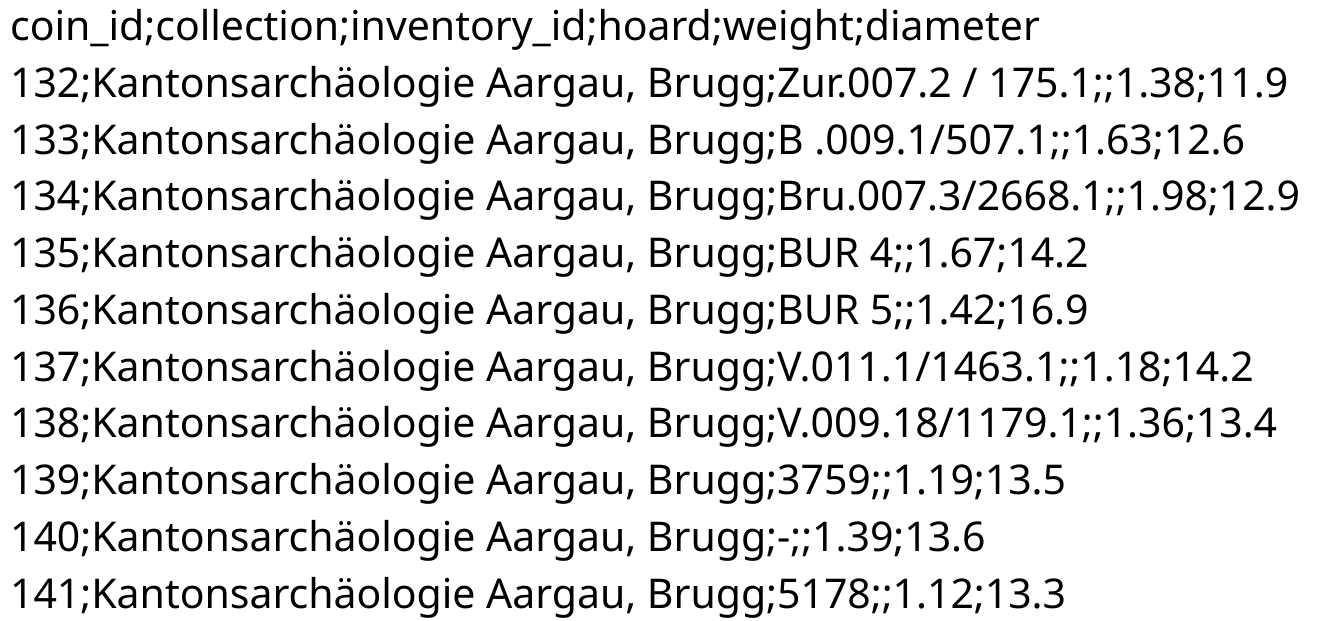 coin_id;collection;inventory_id;hoard;weight;diameter
132;Kantonsarchäologie Aargau, Brugg;Zur.007.2 / 175.1;;1.38;11.9
133;Kantonsarchäologie Aargau, Brugg;B .009.1/507.1;;1.63;12.6
134;Kantonsarchäologie Aargau, Brugg;Bru.007.3/2668.1;;1.98;12.9
135;Kantonsarchäologie Aargau, Brugg;BUR 4;;1.67;14.2
136;Kantonsarchäologie Aargau, Brugg;BUR 5;;1.42;16.9
137;Kantonsarchäologie Aargau, Brugg;V.011.1/1463.1;;1.18;14.2
138;Kantonsarchäologie Aargau, Brugg;V.009.18/1179.1;;1.36;13.4
139;Kantonsarchäologie Aargau, Brugg;3759;;1.19;13.5
140;Kantonsarchäologie Aargau, Brugg;-;;1.39;13.6
141;Kantonsarchäologie Aargau, Brugg;5178;;1.12;13.3